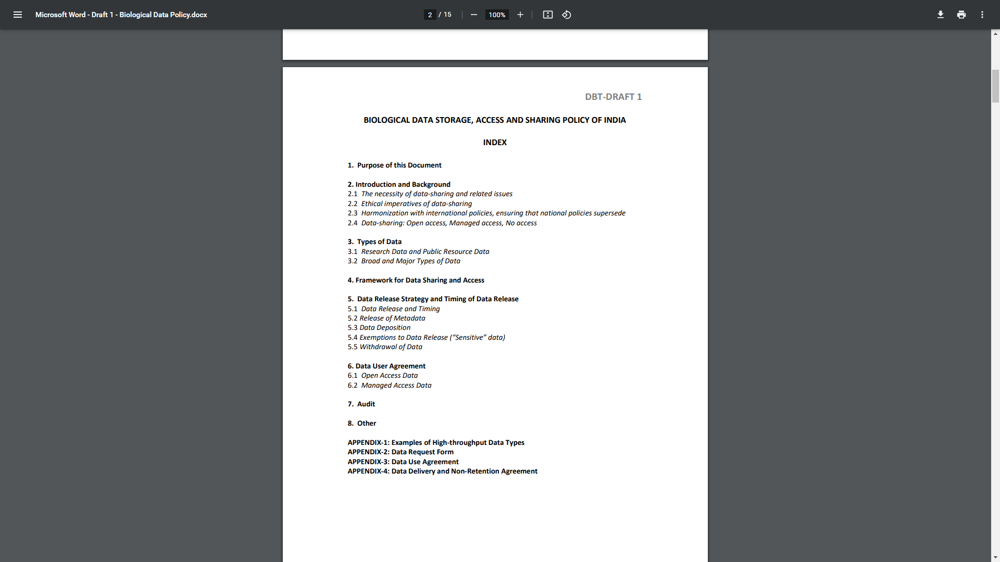 Microsoft Word - Draft 1 - Biological Data Policy.docx
2 / 15
100%
DBT-DRAFT 1
BIOLOGICAL DATA STORAGE, ACCESS AND SHARING POLICY OF INDIA
INDEX
1. Purpose of this Document
2. Introduction and Background
2.1 The necessity of data-sharing and related issues
2.2 Ethical imperatives of data-sharing
2.3 Harmonization with international policies, ensuring that national policies supersede
2.4 Data-sharing: Open access, Managed access, No access
3. Types of Data
3.1 Research Data and Public Resource Data
3.2 Broad and Major Types of Data
4. Framework for Data Sharing and Access
5. Data Release Strategy and Timing of Data Release
5.1 Data Release and Timing
5.2 Release of Metadata
5.3 Data Deposition
5.4 Exemptions to Data Release (“Sensitive” data)
5.5 Withdrawal of Data
6. Data User Agreement
6.1 Open Access Data
6.2 Managed Access Data
7. Audit
8. Other
APPENDIX-1: Examples of High-throughput Data Types
APPENDIX-2: Data Request Form
APPENDIX-3: Data Use Agreement
APPENDIX-4: Data Delivery and Non-Retention Agreement